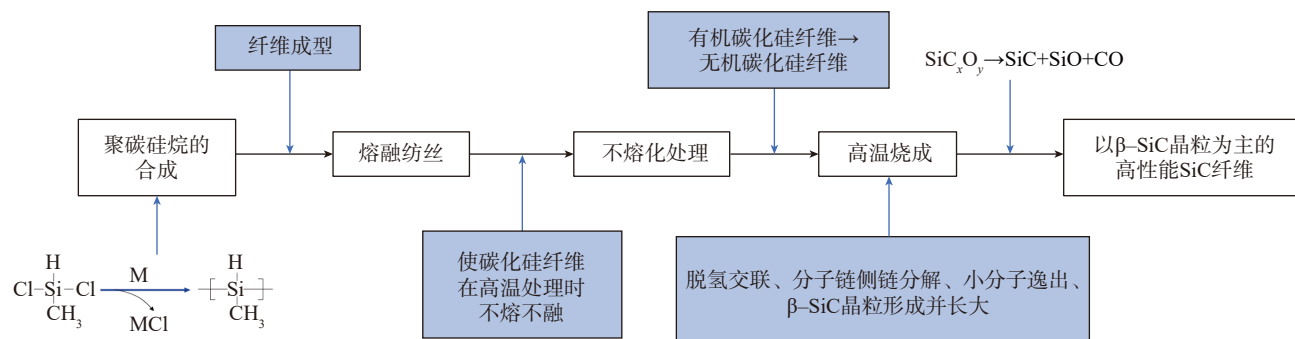 纤维成型
有机碳化硅纤维→
无机碳化硅纤维
SiCₓOᵧ→SiC+SiO+CO
聚碳硅烷的
合成
熔融纺丝
不熔化处理
高温烧成
以β–SiC晶粒为主的
高性能SiC纤维
使碳化硅纤维
在高温处理时
不熔不融
脱氢交联、分子链侧链分解、小分子逸出、
β–SiC晶粒形成并长大
H
Cl–Si–Cl
CH₃
M
MCl
H
[Si]
CH₃